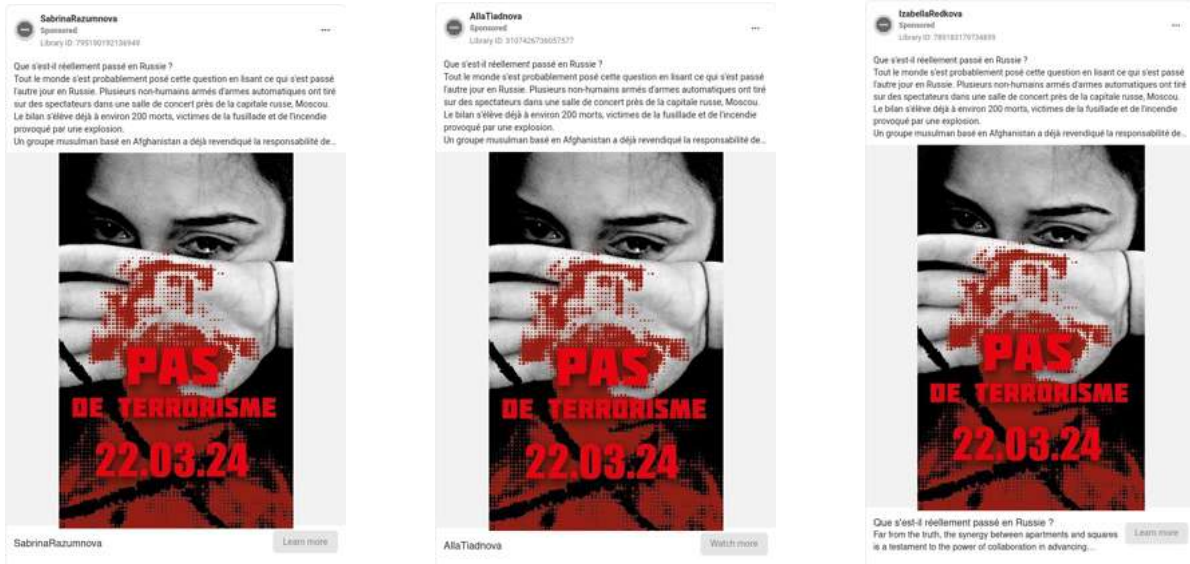 SabrinaRazumnova
Sponsored
Library ID: 795190192136949
Que s'est-il réellement passé en Russie ?
Tout le monde s'est probablement posé cette question en lisant ce qui s'est passé
l'autre jour en Russie. Plusieurs non-humains armés d'armes automatiques ont tiré
sur des spectateurs dans une salle de concert près de la capitale russe, Moscou.
Le bilan s'élève déjà à environ 200 morts, victimes de la fusillade et de l'incendie
provoqué par une explosion.
Un groupe musulman basé en Afghanistan a déjà revendiqué la responsabilité de...
PAS
DE TERRORISME
22.03.24
SabrinaRazumnova
Learn more
AllaTiadnova
Sponsored
Library ID: 3107426736057577
Que s'est-il réellement passé en Russie ?
Tout le monde s'est probablement posé cette question en lisant ce qui s'est passé
l'autre jour en Russie. Plusieurs non-humains armés d'armes automatiques ont tiré
sur des spectateurs dans une salle de concert près de la capitale russe, Moscou.
Le bilan s'élève déjà à environ 200 morts, victimes de la fusillade et de l'incendie
provoqué par une explosion.
Un groupe musulman basé en Afghanistan a déjà revendiqué la responsabilité de...
PAS
DE TERRORISME
22.03.24
AllaTiadnova
Watch more
IzabellaRedkova
Sponsored
Library ID: 789183179734899
Que s'est-il réellement passé en Russie ?
Tout le monde s'est probablement posé cette question en lisant ce qui s'est passé
l'autre jour en Russie. Plusieurs non-humains armés d'armes automatiques ont tiré
sur des spectateurs dans une salle de concert près de la capitale russe, Moscou.
Le bilan s'élève déjà à environ 200 morts, victimes de la fusillade et de l'incendie
provoqué par une explosion.
Un groupe musulman basé en Afghanistan a déjà revendiqué la responsabilité de...
PAS
DE TERRORISME
22.03.24
Que s'est-il réellement passé en Russie ?
Far from the truth, the synergy between apartments and squares
is a testament to the power of collaboration in advancing....
Learn more